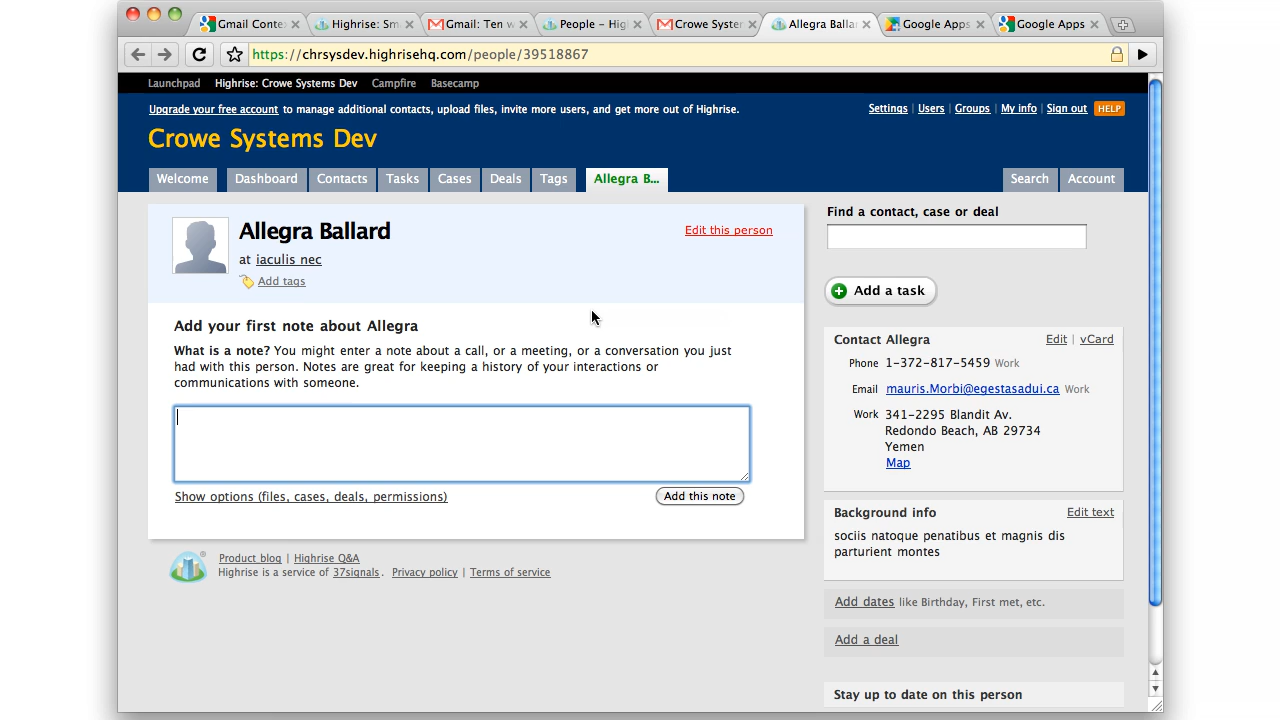 Gmail Conte
Highrise: Sm
Gmail: Ten w
People – Hig
Crowe Syster
Allegra Ballar
Google Apps
Google Apps
https://chrsysdev.highrisehq.com/people/39518867
Launchpad Highrise: Crowe Systems Dev Campfire Basecamp
Upgrade your free account to manage additional contacts, upload files, invite more users, and get more out of Highrise.
Settings | Users | Groups | My info | Sign out HELP
Crowe Systems Dev
Welcome Dashboard Contacts Tasks Cases Deals Tags Allegra B... Search Account
Allegra Ballard
Edit this person
at iaculis nec
Add tags
Add your first note about Allegra
What is a note? You might enter a note about a call, or a meeting, or a conversation you just
had with this person. Notes are great for keeping a history of your interactions or
communications with someone.
Show options (files, cases, deals, permissions)
Add this note
Product blog | Highrise Q&A
Highrise is a service of 37signals. Privacy policy | Terms of service
Find a contact, case or deal
Add a task
Contact Allegra Edit | vCard
Phone 1-372-817-5459 Work
Email mauris.Morbi@egestasadui.ca Work
Work 341-2295 Blandit Av.
Redondo Beach, AB 29734
Yemen
Map
Background info Edit text
sociis natoque penatibus et magnis dis
parturient montes
Add dates like Birthday, First met, etc.
Add a deal
Stay up to date on this person